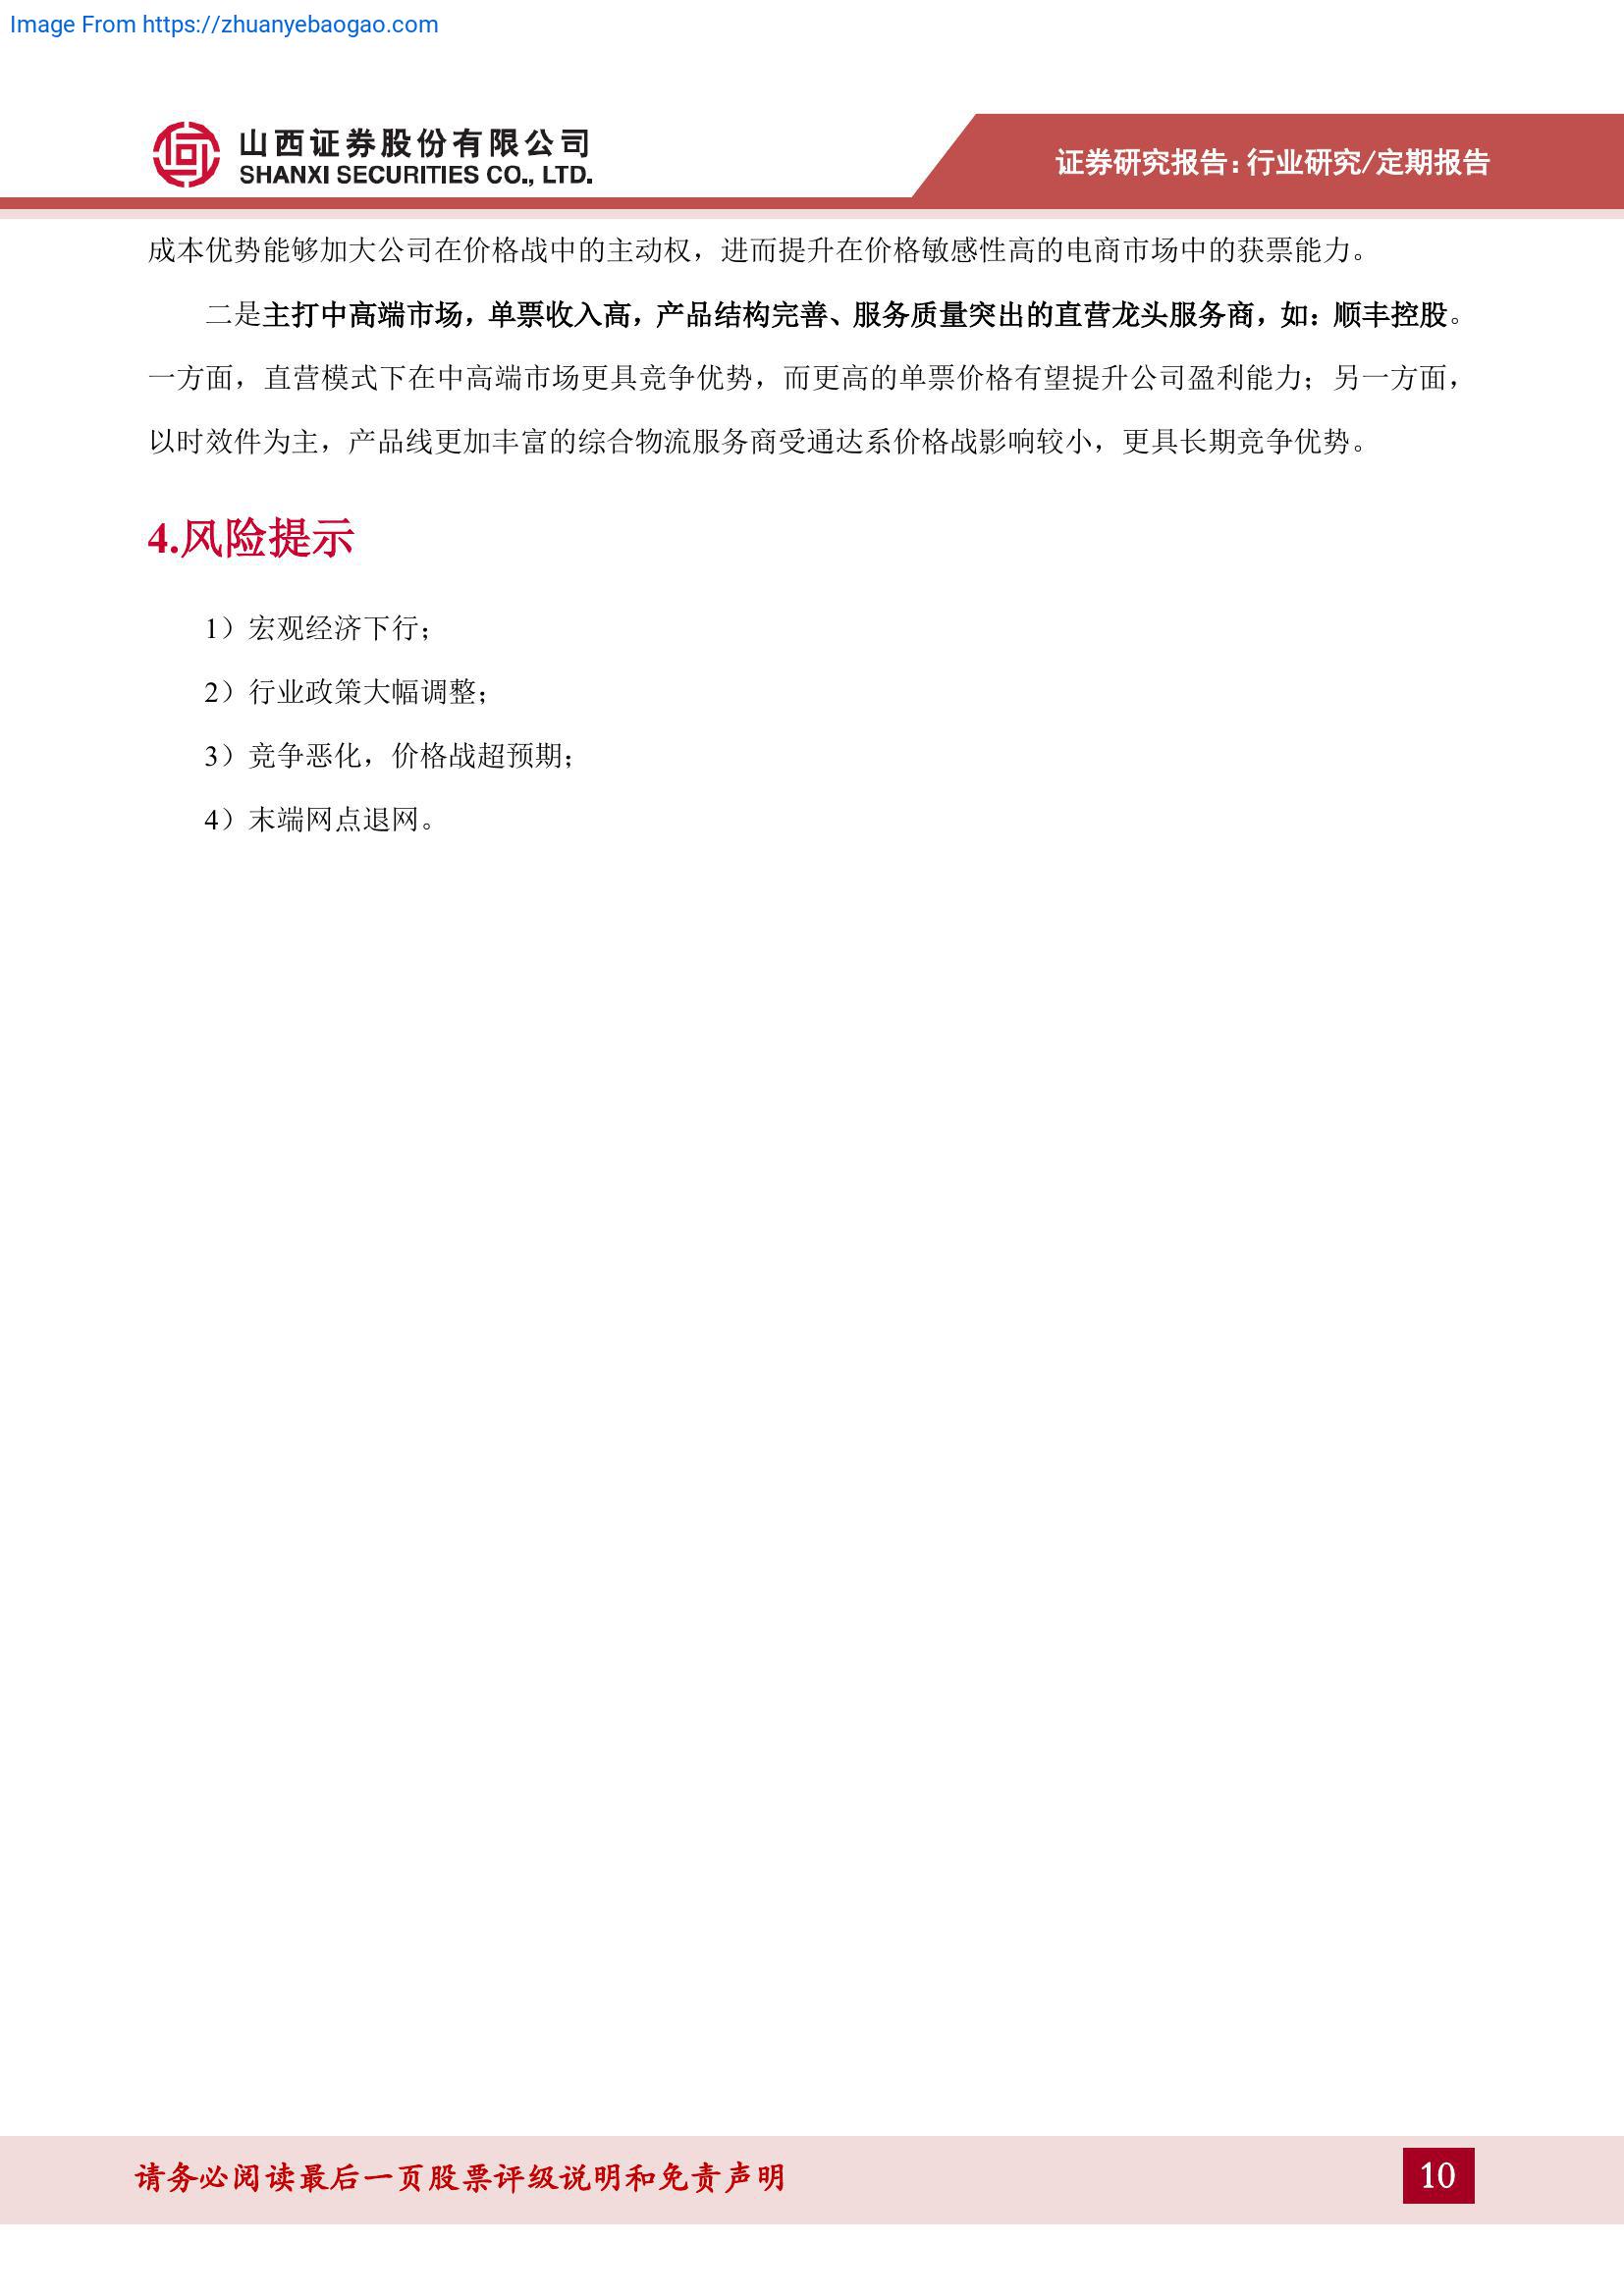 Image From https://zhuanyebaogao.com
山西证券股份有限公司
SHANXI SECURITIES CO., LTD.
证券研究报告：行业研究/定期报告
成本优势能够加大公司在价格战中的主动权，进而提升在价格敏感性高的电商市场中的获票能力。
二是主打中高端市场，单票收入高，产品结构完善、服务质量突出的直营龙头服务商，如：顺丰控股。
一方面，直营模式下在中高端市场更具竞争优势，而更高的单票价格有望提升公司盈利能力；另一方面，
以时效件为主，产品线更加丰富的综合物流服务商受通达系价格战影响较小，更具长期竞争优势。
4.风险提示
1）宏观经济下行；
2）行业政策大幅调整；
3）竞争恶化，价格战超预期；
4）末端网点退网。
请务必阅读最后一页股票评级说明和免责声明
10